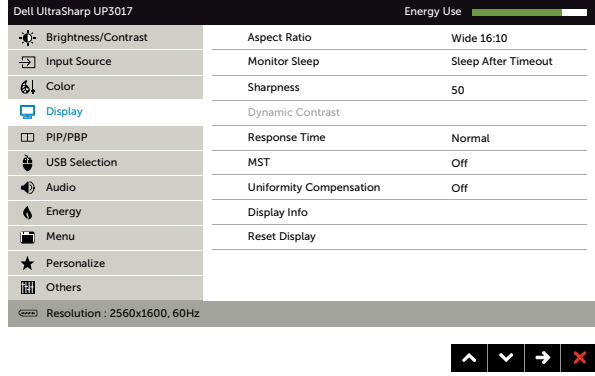 Dell UltraSharp UP3017 Energy Use
Brightness/Contrast Aspect Ratio Wide 16:10
Input Source Monitor Sleep Sleep After Timeout
Color Sharpness 50
Display Dynamic Contrast
PIP/PBP Response Time Normal
USB Selection MST Off
Audio Uniformity Compensation Off
Energy Display Info
Menu Reset Display
Personalize
Others
Resolution : 2560x1600, 60Hz